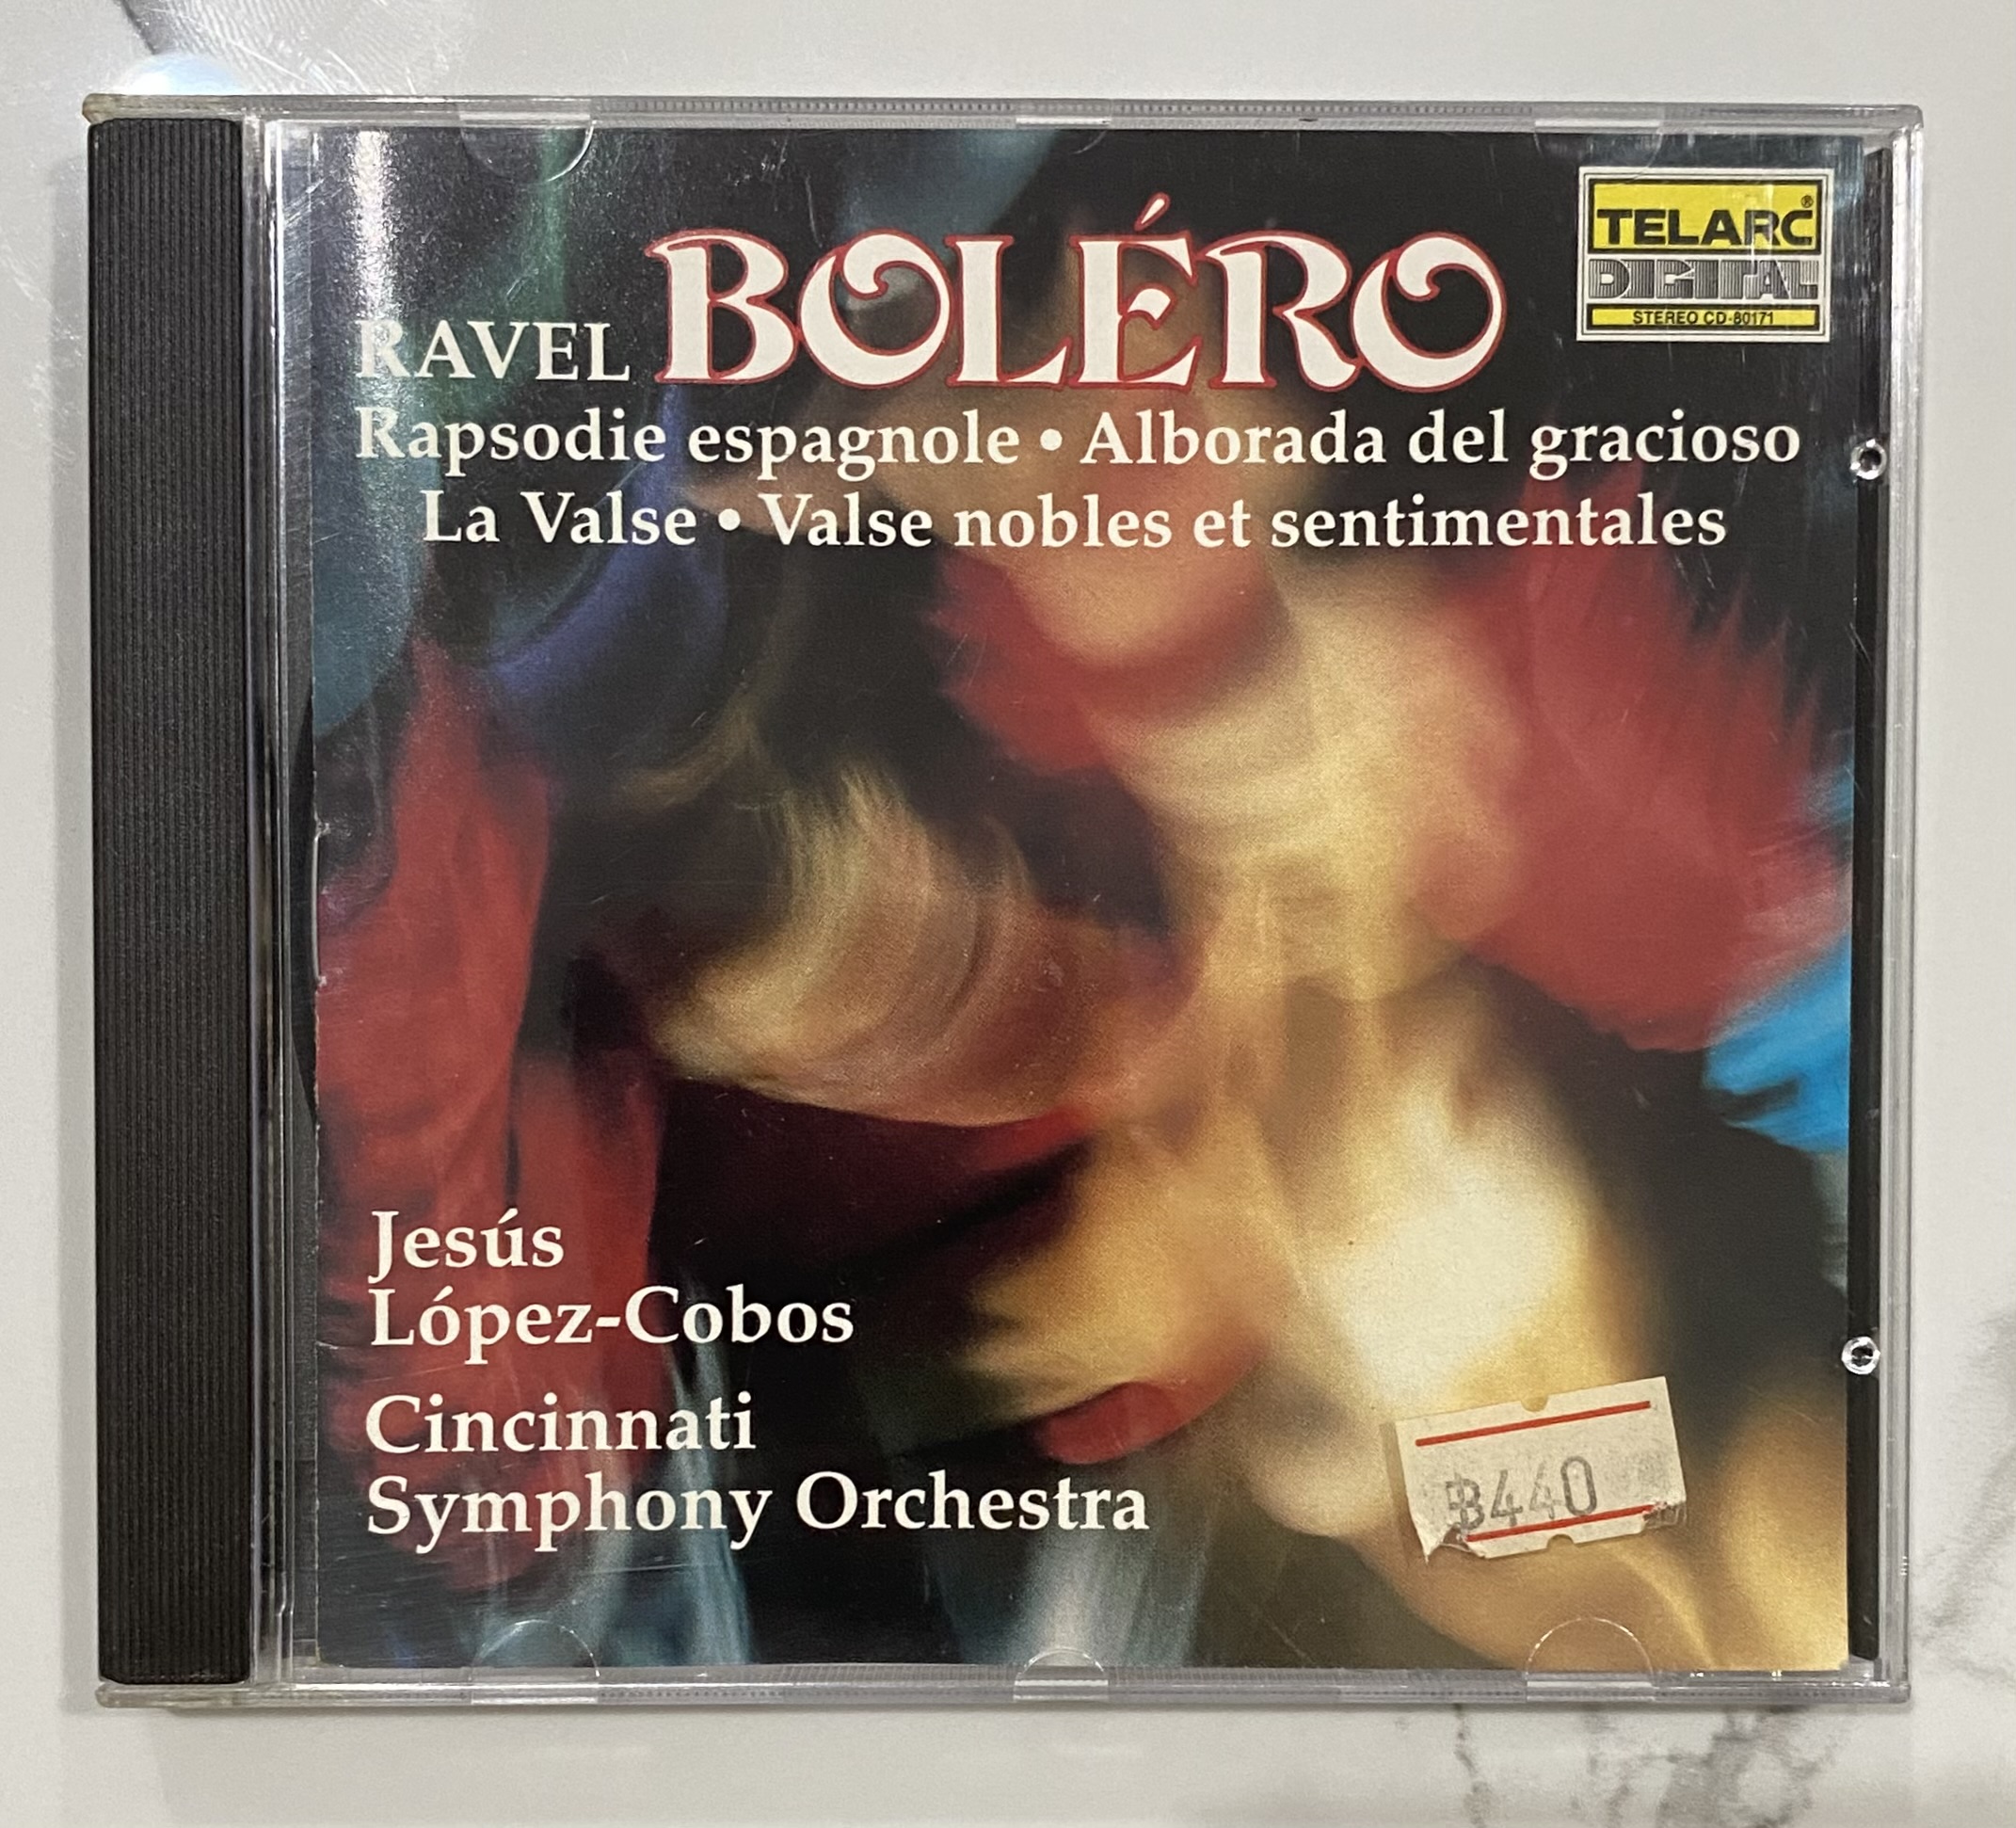 BOLÉRO
RAVEL
Rapsodie espagnole • Alborada del gracioso
La Valse • Valse nobles et sentimentales
TELARC®
DIGITAL
STEREO CD-80171
Jesús
López-Cobos
Cincinnati
Symphony Orchestra
฿440